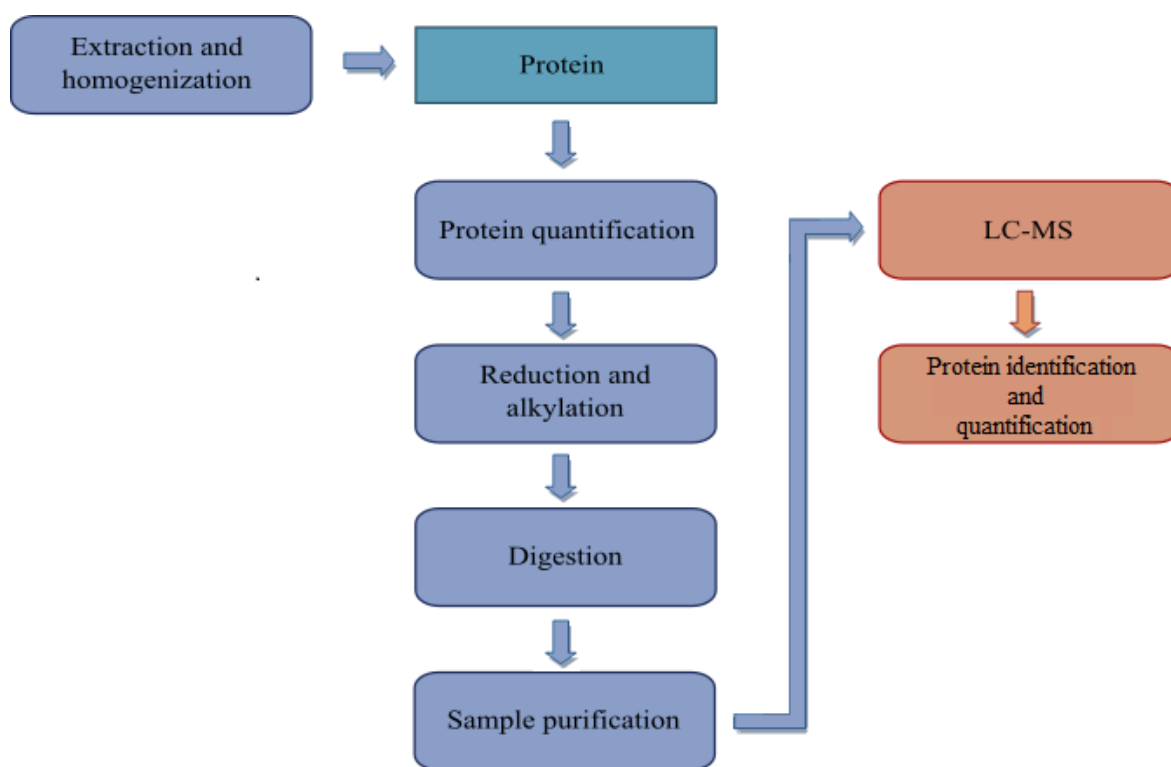 Extraction and
homogenization
Protein
Protein quantification
Reduction and
alkylation
Digestion
Sample purification
LC-MS
Protein identification
and
quantification